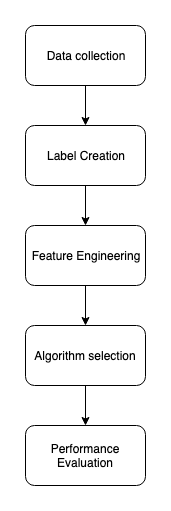 Data collection
Label Creation
Feature Engineering
Algorithm selection
Performance
Evaluation